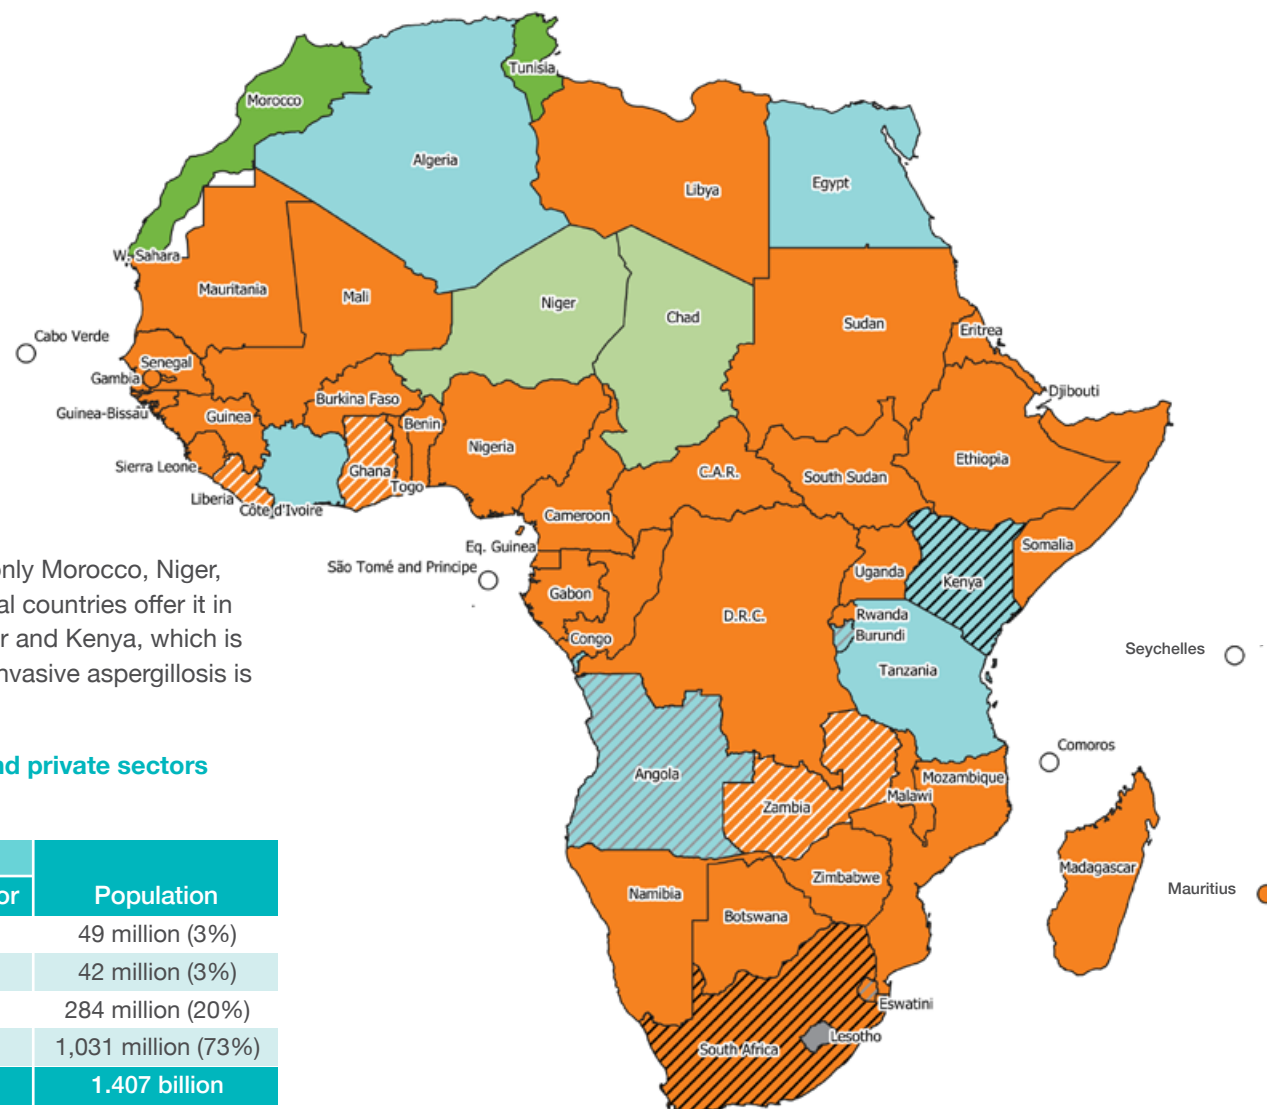 Tunisia
Morocco
Algeria
Libya
Egypt
W. Sahara
Mauritania
Mali
Niger
Chad
Sudan
Eritrea
Cabo Verde
Senegal
Gambia
Djibouti
Guinea-Bissau
Guinea
Burkina Faso
Benin
Nigeria
Ethiopia
Sierra Leone
Ghana
C.A.R.
South Sudan
Togo
Liberia
Côte d'Ivoire
Cameroon
Somalia
Eq. Guinea
São Tomé and Principe
Uganda
Kenya
Gabon
D.R.C.
Rwanda
Burundi
Congo
Seychelles
Tanzania
only Morocco, Niger,
al countries offer it in
r and Kenya, which is
nvasive aspergillosis is
Comoros
nd private sectors
Angola
Mozambique
Zambia
Malawi
Madagascar
Zimbabwe
Mauritius
Namibia
Botswana
Eswatini
Lesotho
South Africa
or Population
49 million (3%)
42 million (3%)
284 million (20%)
1,031 million (73%)
1.407 billion